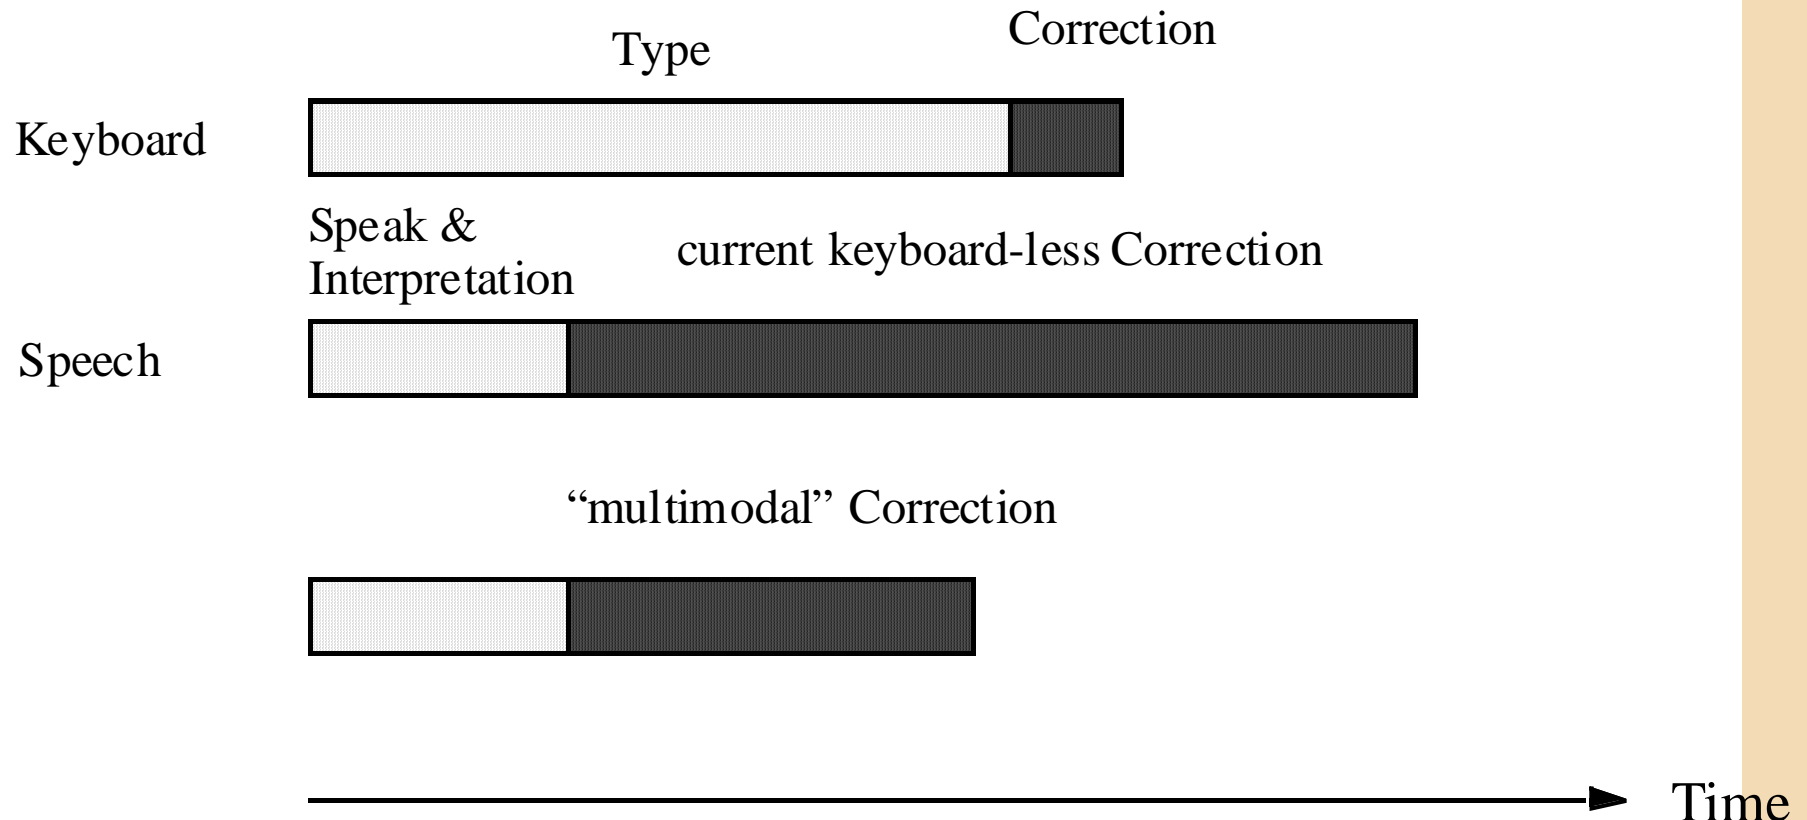 Type
Correction
Keyboard
Speak &
Interpretation
current keyboard-less Correction
Speech
“multimodal” Correction
Time